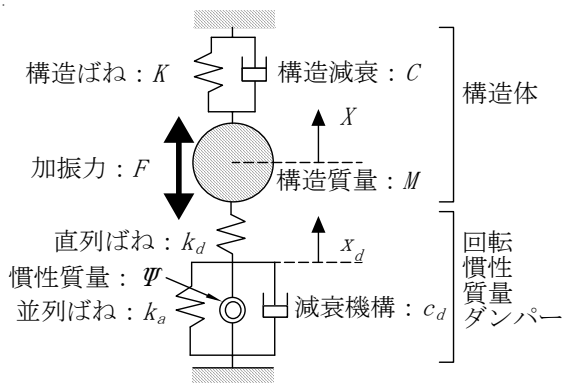 構造ばね：K
構造減衰：C
構造体
X
加振力：F
構造質量：M
直列ばね：kd
xd
回転
慣性
質量
ダンパー
慣性質量：Ψ
並列ばね：ka
減衰機構：cd